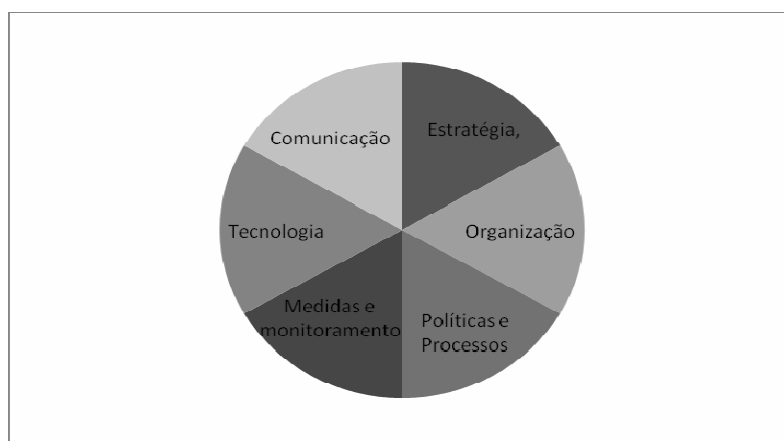 Comunicação
Estratégia,
Tecnologia
Organização
Medidas e
monitoramento
Políticas e
Processos